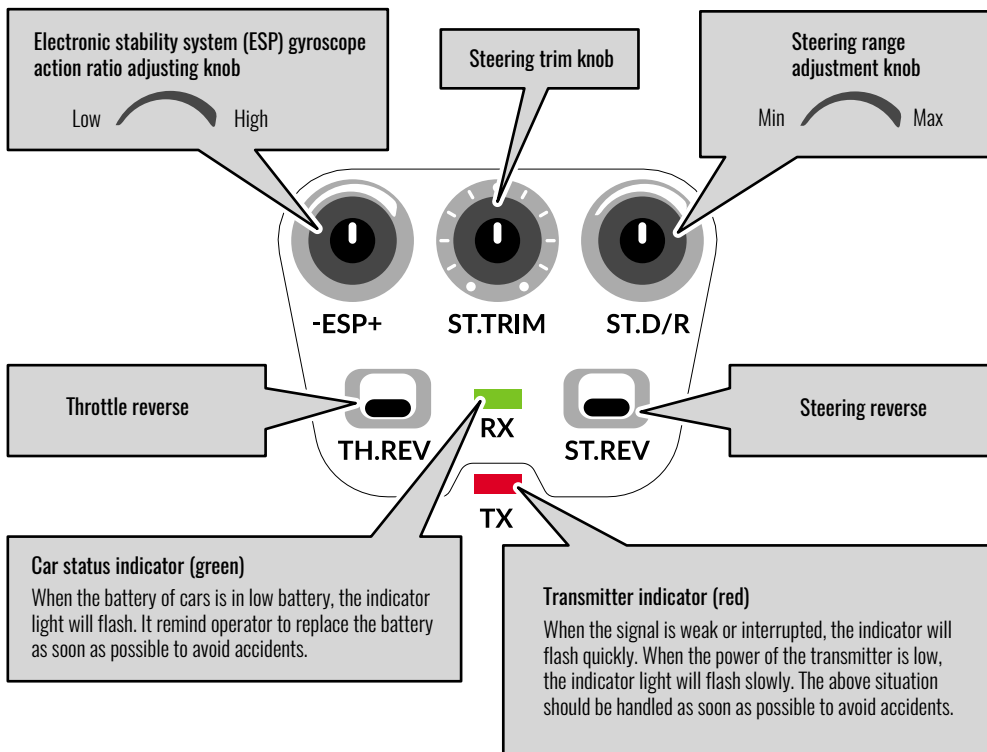 Electronic stability system (ESP) gyroscope
action ratio adjusting knob
Low High
Steering trim knob
Steering range
adjustment knob
Min Max
-ESP+
ST.TRIM
ST.D/R
Throttle reverse
TH.REV
RX
ST.REV
Steering reverse
TX
Car status indicator (green)
When the battery of cars is in low battery, the indicator
light will flash. It remind operator to replace the battery
as soon as possible to avoid accidents.
Transmitter indicator (red)
When the signal is weak or interrupted, the indicator will
flash quickly. When the power of the transmitter is low,
the indicator light will flash slowly. The above situation
should be handled as soon as possible to avoid accidents.